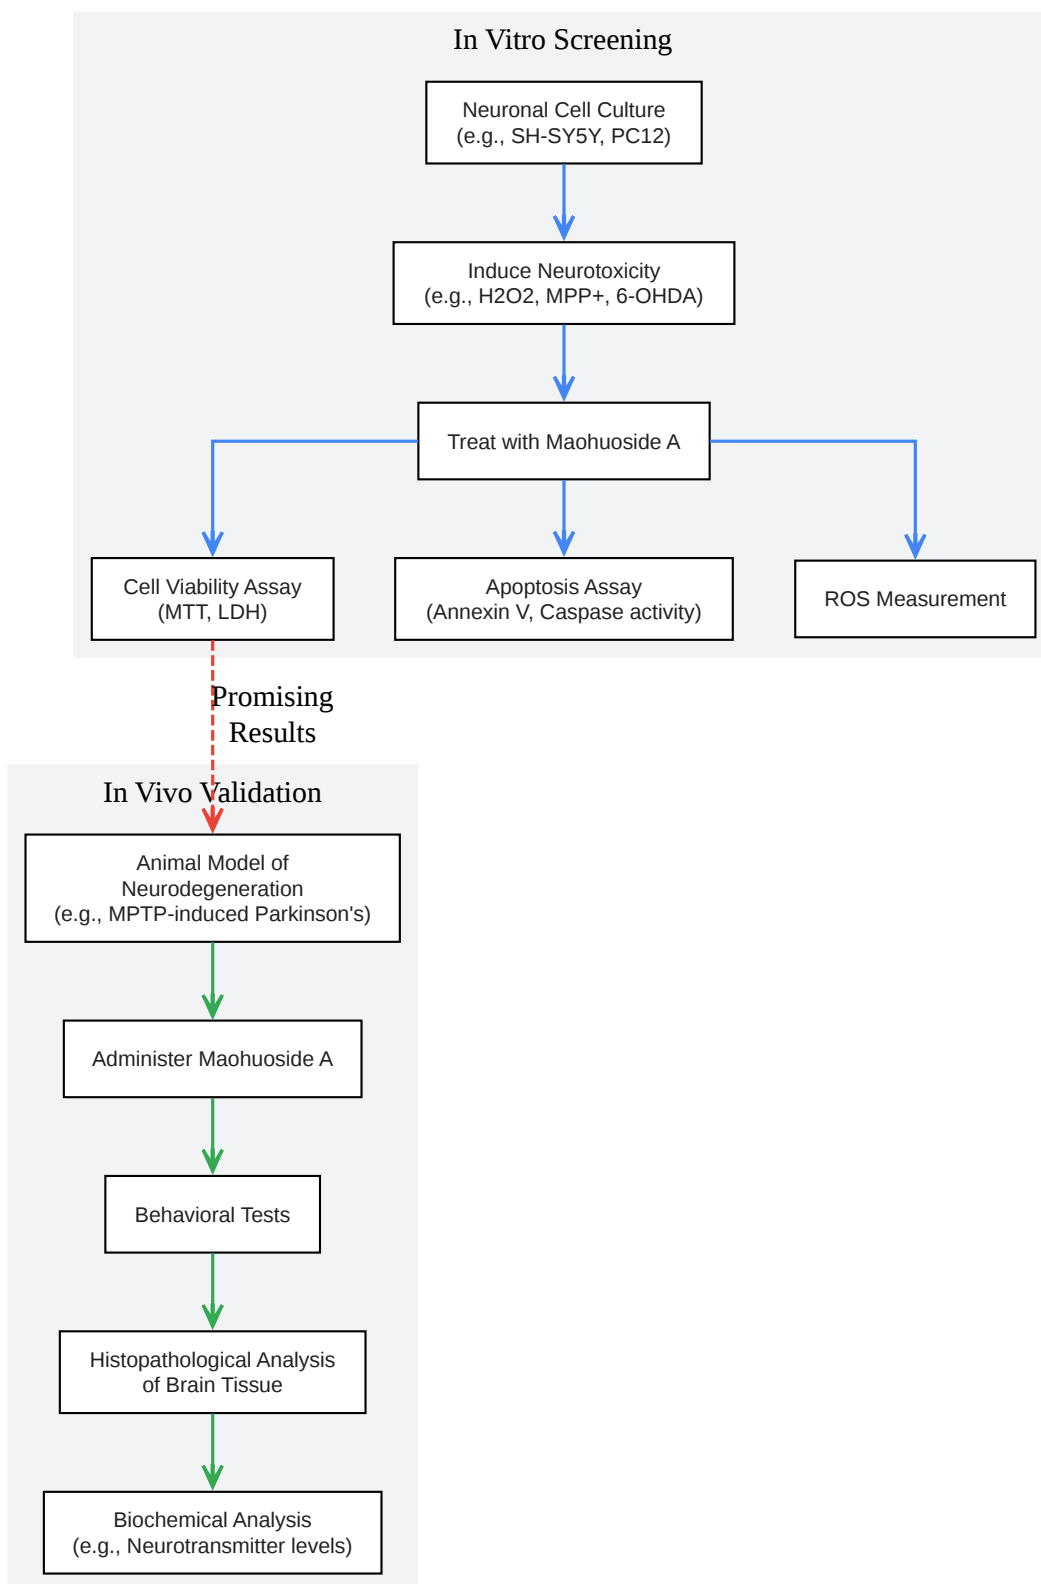 In Vitro Screening
Neuronal Cell Culture
(e.g., SH-SY5Y, PC12)
Induce Neurotoxicity
(e.g., H2O2, MPP+, 6-OHDA)
Treat with Maohuoside A
Cell Viability Assay
(MTT, LDH)
Apoptosis Assay
(Annexin V, Caspase activity)
ROS Measurement
Promising
Results
In Vivo Validation
Animal Model of
Neurodegeneration
(e.g., MPTP-induced Parkinson's)
Administer Maohuoside A
Behavioral Tests
Histopathological Analysis
of Brain Tissue
Biochemical Analysis
(e.g., Neurotransmitter levels)